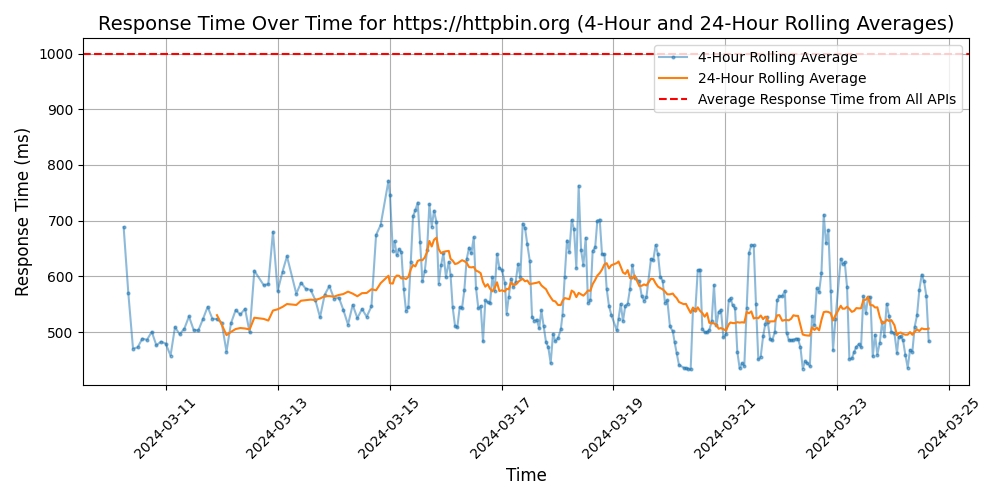 Response Time Over Time for https://httpbin.org (4-Hour and 24-Hour Rolling Averages)
4-Hour Rolling Average
24-Hour Rolling Average
Average Response Time from All APIs
Response Time (ms)
1000
900
800
700
600
500
2024-03-11
2024-03-13
2024-03-15
2024-03-17
2024-03-19
2024-03-21
2024-03-23
2024-03-25
Time